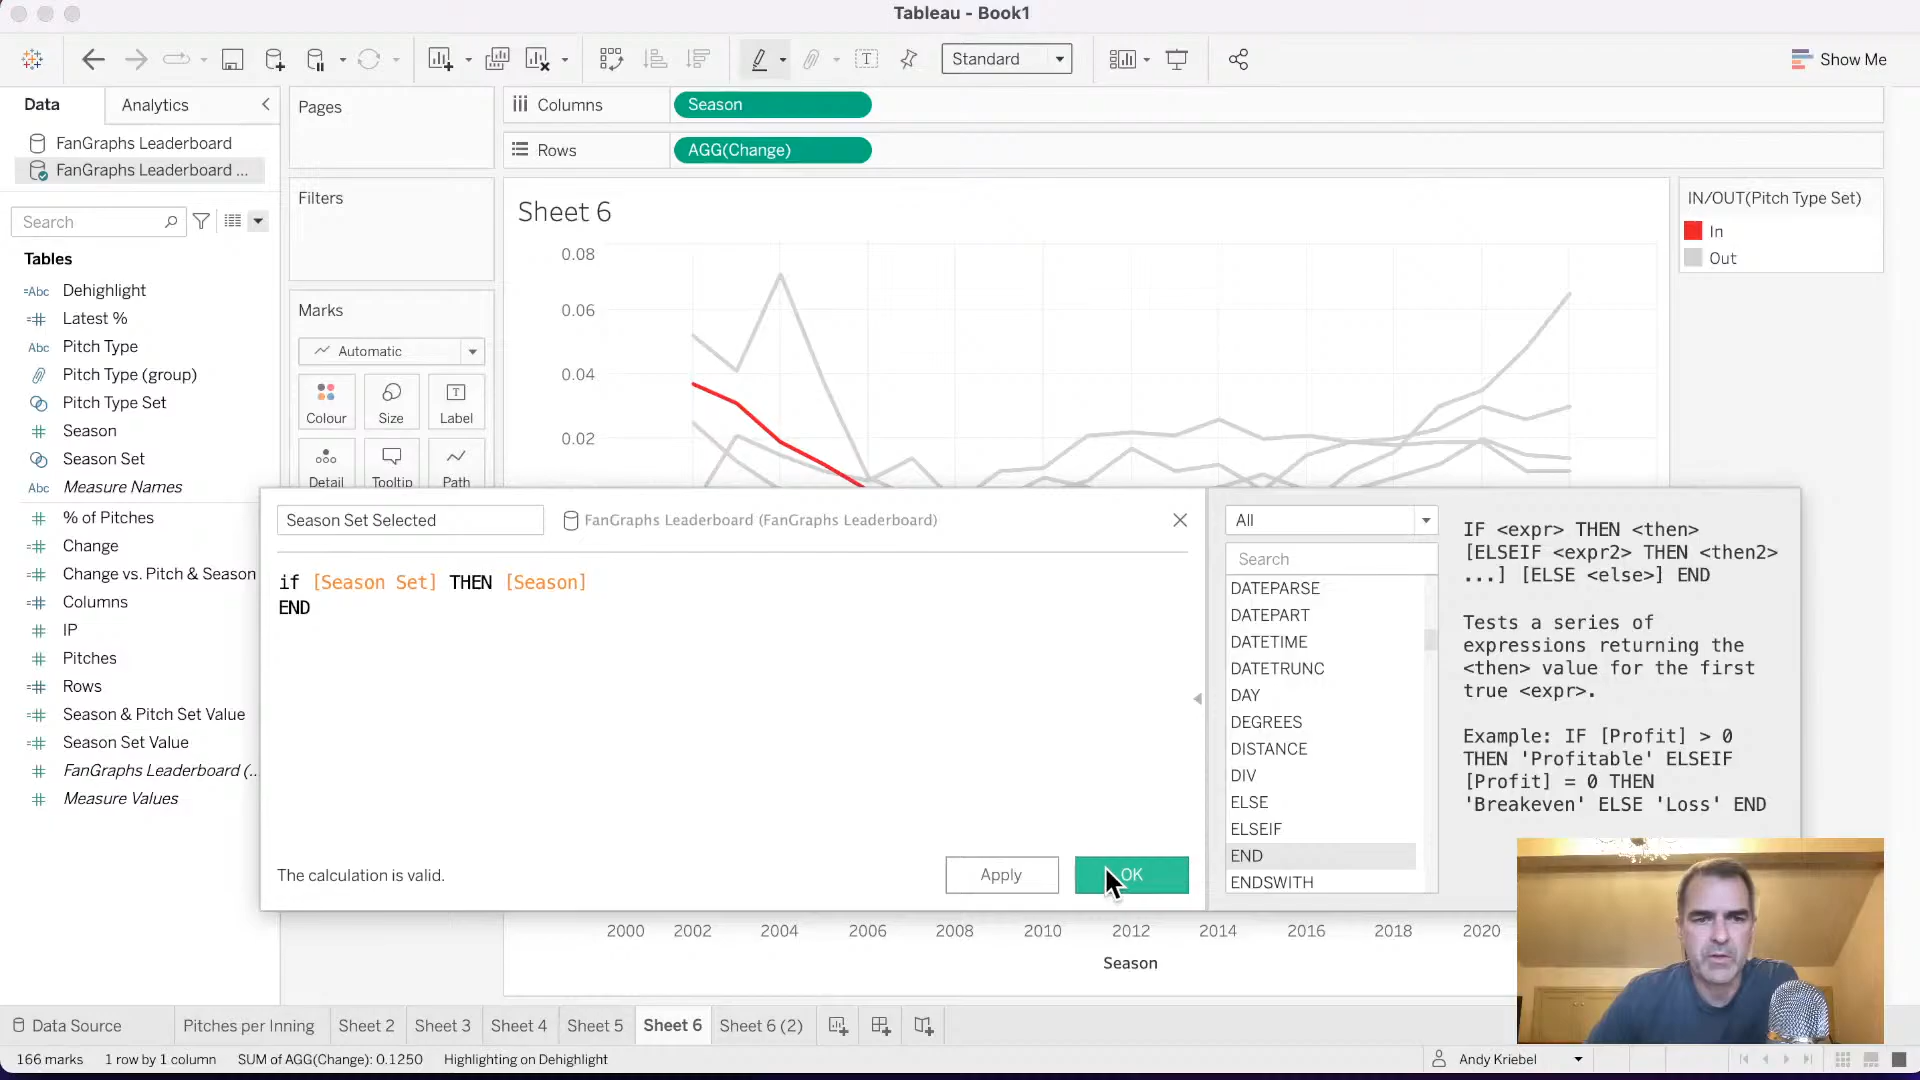 Tableau - Book1
Standard
Show Me
Data
Analytics
FanGraphs Leaderboard
FanGraphs Leaderboard ...
Search
Tables
=Abc Dehighlight
Latest %
Abc Pitch Type
Pitch Type (group)
Pitch Type Set
Season
Season Set
Abc Measure Names
% of Pitches
Change
Change vs. Pitch & Season
Columns
IP
Pitches
Rows
Season & Pitch Set Value
Season Set Value
FanGraphs Leaderboard (...
Measure Values
Pages
Filters
Marks
Automatic
Colour
Size
Label
Detail
Tooltip
Path
Columns
Season
Rows
AGG(Change)
Sheet 6
0.08
0.06
0.04
0.02
IN/OUT(Pitch Type Set)
In
Out
Season Set Selected
FanGraphs Leaderboard (FanGraphs Leaderboard)
if [Season Set] THEN [Season]
END
The calculation is valid.
Apply
OK
All
Search
DATEPARSE
DATEPART
DATETIME
DATETRUNC
DAY
DEGREES
DISTANCE
DIV
ELSE
ELSEIF
END
ENDSWITH
IF <expr> THEN <then>
[ELSEIF <expr2> THEN <then2>
...] [ELSE <else>] END
Tests a series of
expressions returning the
<then> value for the first
true <expr>.
Example: IF [Profit] > 0
THEN 'Profitable' ELSEIF
[Profit] = 0 THEN
'Breakeven' ELSE 'Loss' END
2000 2002 2004 2006 2008 2010 2012 2014 2016 2018 2020
Season
Data Source
Pitches per Inning
Sheet 2
Sheet 3
Sheet 4
Sheet 5
Sheet 6
Sheet 6 (2)
166 marks
1 row by 1 column
SUM of AGG(Change): 0.1250
Highlighting on Dehighlight
Andy Kriebel